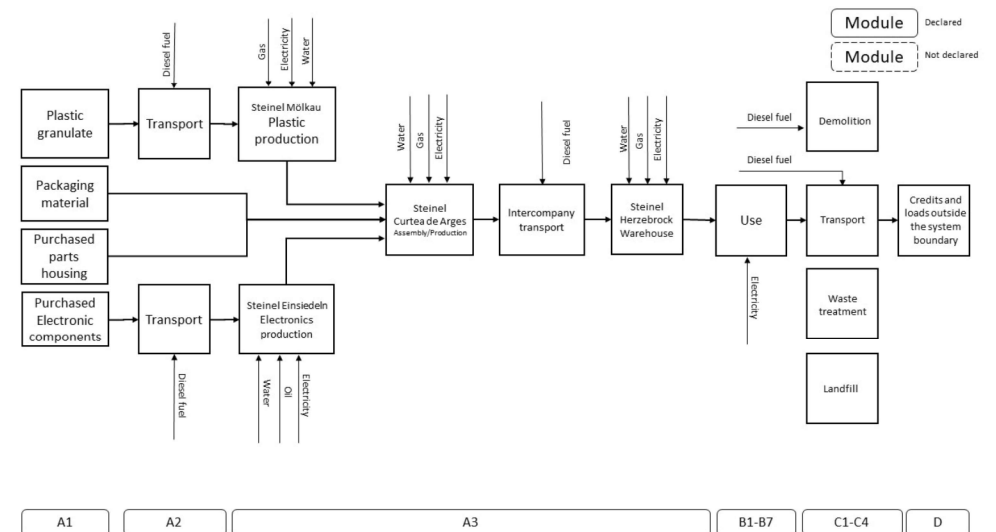 Module
Declared
Module
Not declared
Diesel fuel
Gas
Electricity
Water
Plastic
granulate
Transport
Steinel Mölkau
Plastic
production
Diesel fuel
Demolition
Diesel fuel
Packaging
material
Water
Gas
Electricity
Diesel fuel
Water
Gas
Electricity
Steinel
Curtea de Arges
Assembly/Production
Intercompany
transport
Steinel
Herzebrock
Warehouse
Use
Transport
Credits and
loads outside
the system
boundary
Purchased
parts
housing
Purchased
Electronic
components
Transport
Steinel Einsiedeln
Electronics
production
Electricity
Waste
treatment
Diesel fuel
Water
Oil
Electricity
Landfill
A1
A2
A3
B1-B7
C1-C4
D